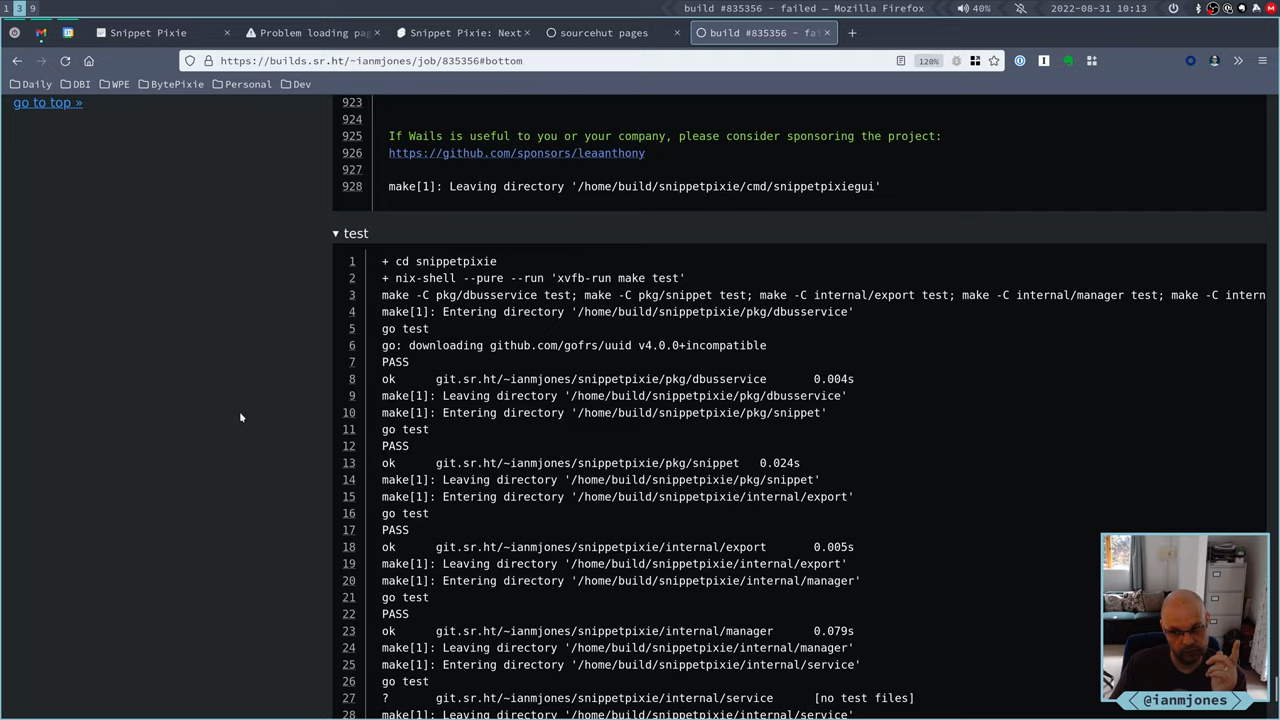 1 3 9
build #835356 - failed — Mozilla Firefox
40%
2022-08-31 10:13
Snippet Pixie
Problem loading pag
Snippet Pixie: Next
sourcehut pages
build #835356 - fai
https://builds.sr.ht/~ianmjones/job/835356#bottom
120%
Daily
DBI
WPE
BytePixie
Personal
Dev
go to top »
923
924
925 If Wails is useful to you or your company, please consider sponsoring the project:
926 https://github.com/sponsors/leaanthony
927
928 make[1]: Leaving directory '/home/build/snippetpixie/cmd/snippetpixiegui'
test
1 + cd snippetpixie
2 + nix-shell --pure --run 'xvfb-run make test'
3 make -C pkg/dbusservice test; make -C pkg/snippet test; make -C internal/export test; make -C internal/manager test; make -C intern
4 make[1]: Entering directory '/home/build/snippetpixie/pkg/dbusservice'
5 go test
6 go: downloading github.com/gofrs/uuid v4.0.0+incompatible
7 PASS
8 ok git.sr.ht/~ianmjones/snippetpixie/pkg/dbusservice 0.004s
9 make[1]: Leaving directory '/home/build/snippetpixie/pkg/dbusservice'
10 make[1]: Entering directory '/home/build/snippetpixie/pkg/snippet'
11 go test
12 PASS
13 ok git.sr.ht/~ianmjones/snippetpixie/pkg/snippet 0.024s
14 make[1]: Leaving directory '/home/build/snippetpixie/pkg/snippet'
15 make[1]: Entering directory '/home/build/snippetpixie/internal/export'
16 go test
17 PASS
18 ok git.sr.ht/~ianmjones/snippetpixie/internal/export 0.005s
19 make[1]: Leaving directory '/home/build/snippetpixie/internal/export'
20 make[1]: Entering directory '/home/build/snippetpixie/internal/manager'
21 go test
22 PASS
23 ok git.sr.ht/~ianmjones/snippetpixie/internal/manager 0.079s
24 make[1]: Leaving directory '/home/build/snippetpixie/internal/manager'
25 make[1]: Entering directory '/home/build/snippetpixie/internal/service'
26 go test
27 ? git.sr.ht/~ianmjones/snippetpixie/internal/service [no test files]
28 make[1]: Leaving directory '/home/build/snippetpixie/internal/service'
@ianmjones